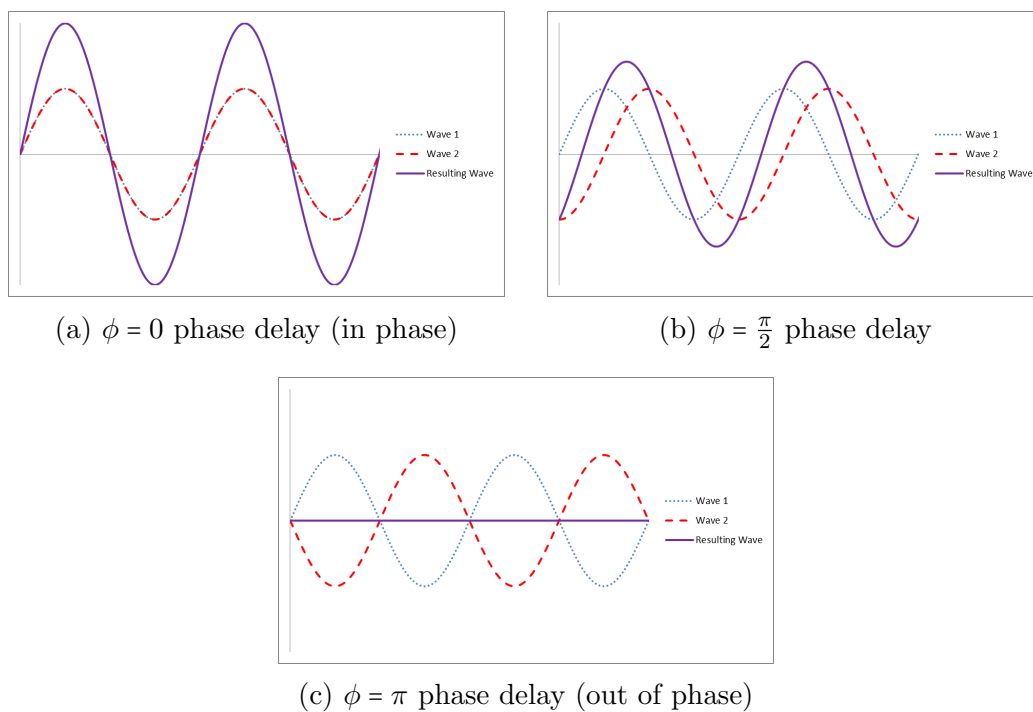 Wave 1
Wave 2
Resulting Wave
(a) ϕ = 0 phase delay (in phase)
Wave 1
Wave 2
Resulting Wave
(b) ϕ = π/2 phase delay
Wave 1
Wave 2
Resulting Wave
(c) ϕ = π phase delay (out of phase)